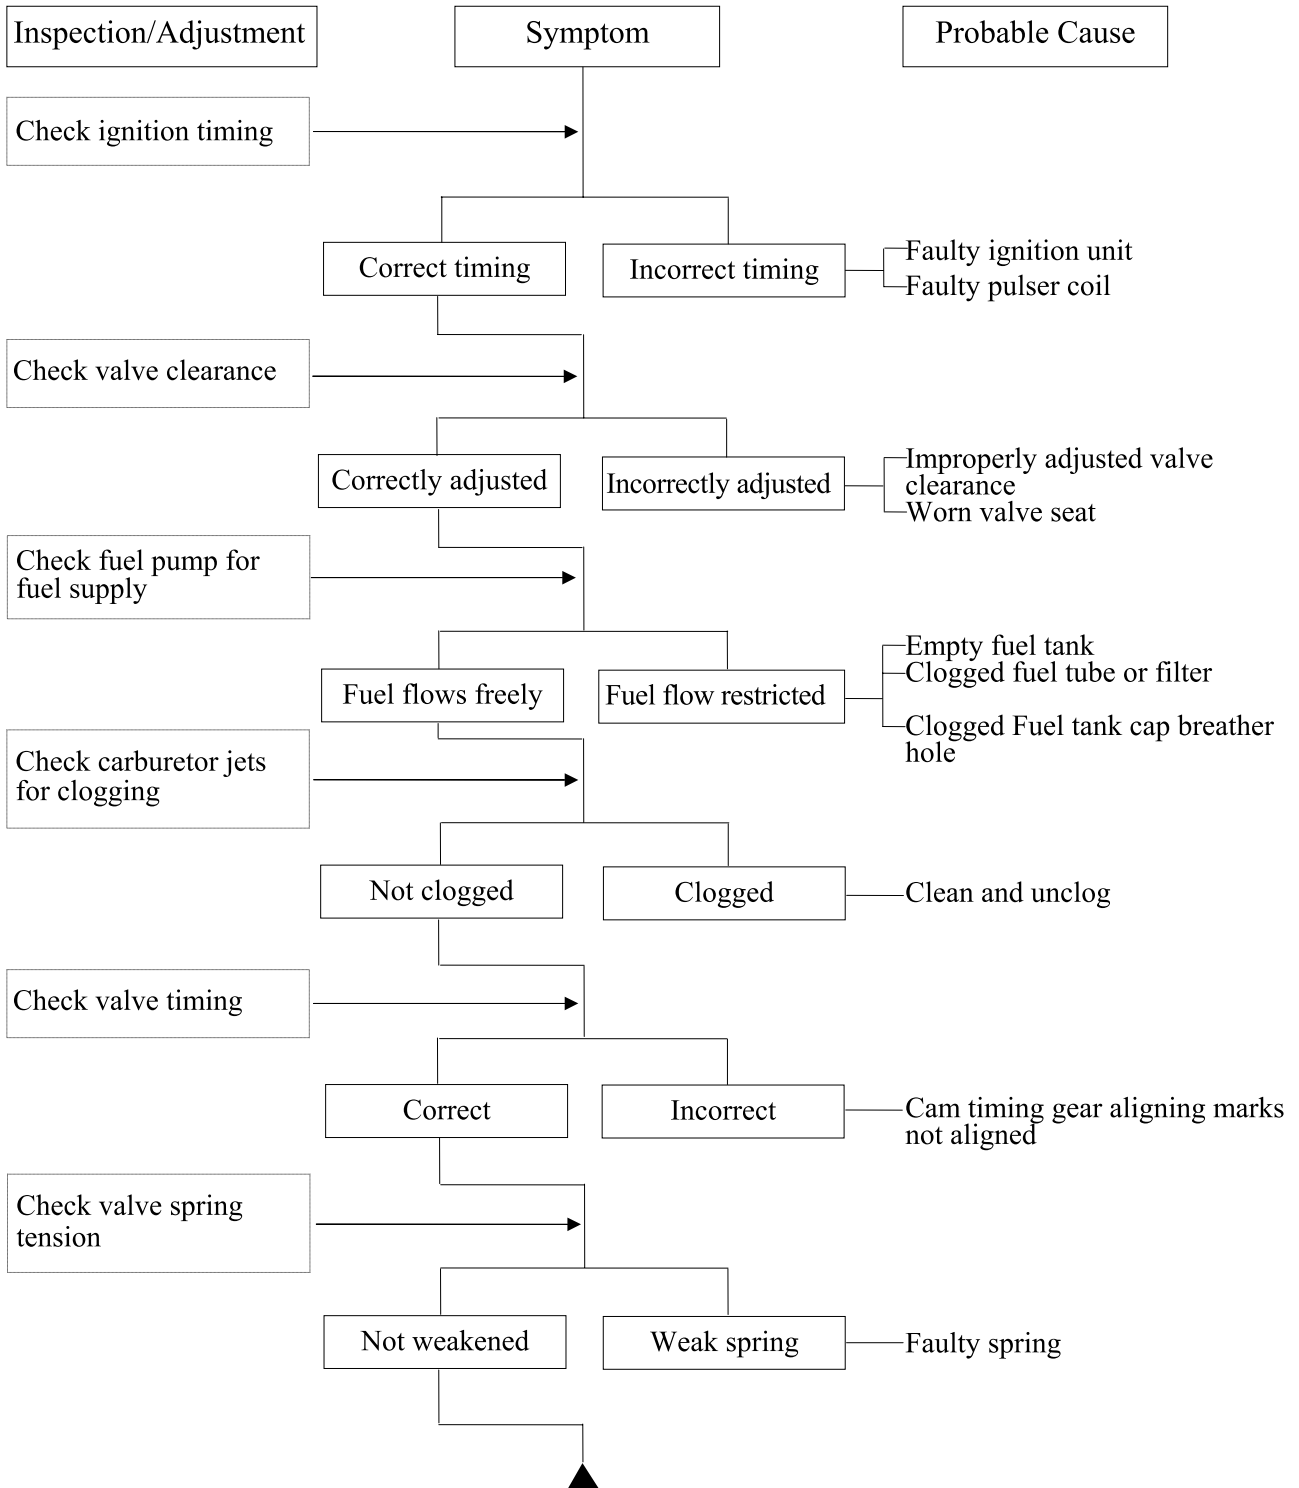 Inspection/Adjustment
Symptom
Probable Cause
Check ignition timing
Correct timing
Incorrect timing
Faulty ignition unit
Faulty pulser coil
Check valve clearance
Correctly adjusted
Incorrectly adjusted
Improperly adjusted valve
clearance
Worn valve seat
Check fuel pump for
fuel supply
Fuel flows freely
Fuel flow restricted
Empty fuel tank
Clogged fuel tube or filter
Clogged Fuel tank cap breather
hole
Check carburetor jets
for clogging
Not clogged
Clogged
Clean and unclog
Check valve timing
Correct
Incorrect
Cam timing gear aligning marks
not aligned
Check valve spring
tension
Not weakened
Weak spring
Faulty spring